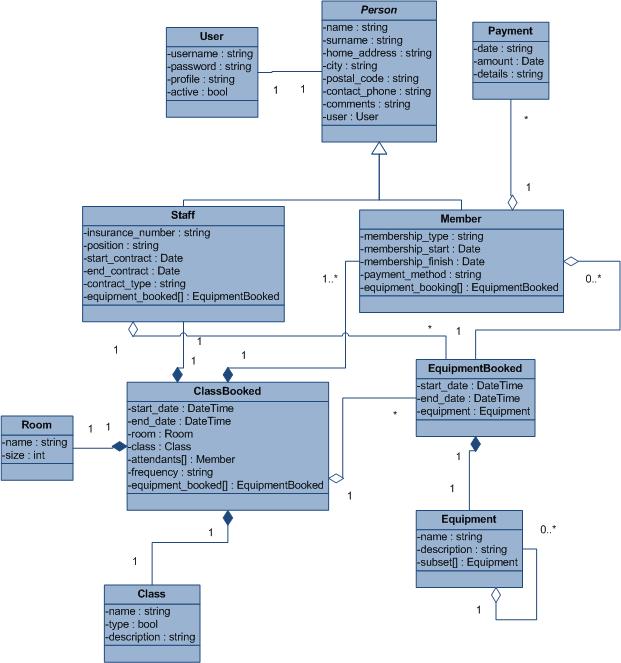 User
-username : string
-password : string
-profile : string
-active : bool
1
1
Person
-name : string
-surname : string
-home_address : string
-city : string
-postal_code : string
-contact_phone : string
-comments : string
-user : User
Payment
-date : string
-amount : Date
-details : string
*
1
Staff
-insurance_number : string
-position : string
-start_contract : Date
-end_contract : Date
-contract_type : string
-equipment_booked[] : EquipmentBooked
Member
-membership_type : string
-membership_start : Date
-membership_finish : Date
-payment_method : string
-equipment_booking[] : EquipmentBooked
1..*
0..*
1
1
1
1
*
1
ClassBooked
-start_date : DateTime
-end_date : DateTime
-room : Room
-class : Class
-attendants[] : Member
-frequency : string
-equipment_booked[] : EquipmentBooked
EquipmentBooked
-start_date : DateTime
-end_date : DateTime
-equipment : Equipment
Room
-name : string
-size : int
1
1
*
1
1
1
1
1
Equipment
-name : string
-description : string
-subset[] : Equipment
0..*
1
Class
-name : string
-type : bool
-description : string